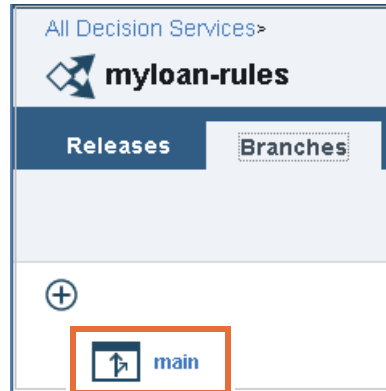 All Decision Services>
myloan-rules
Releases Branches
main